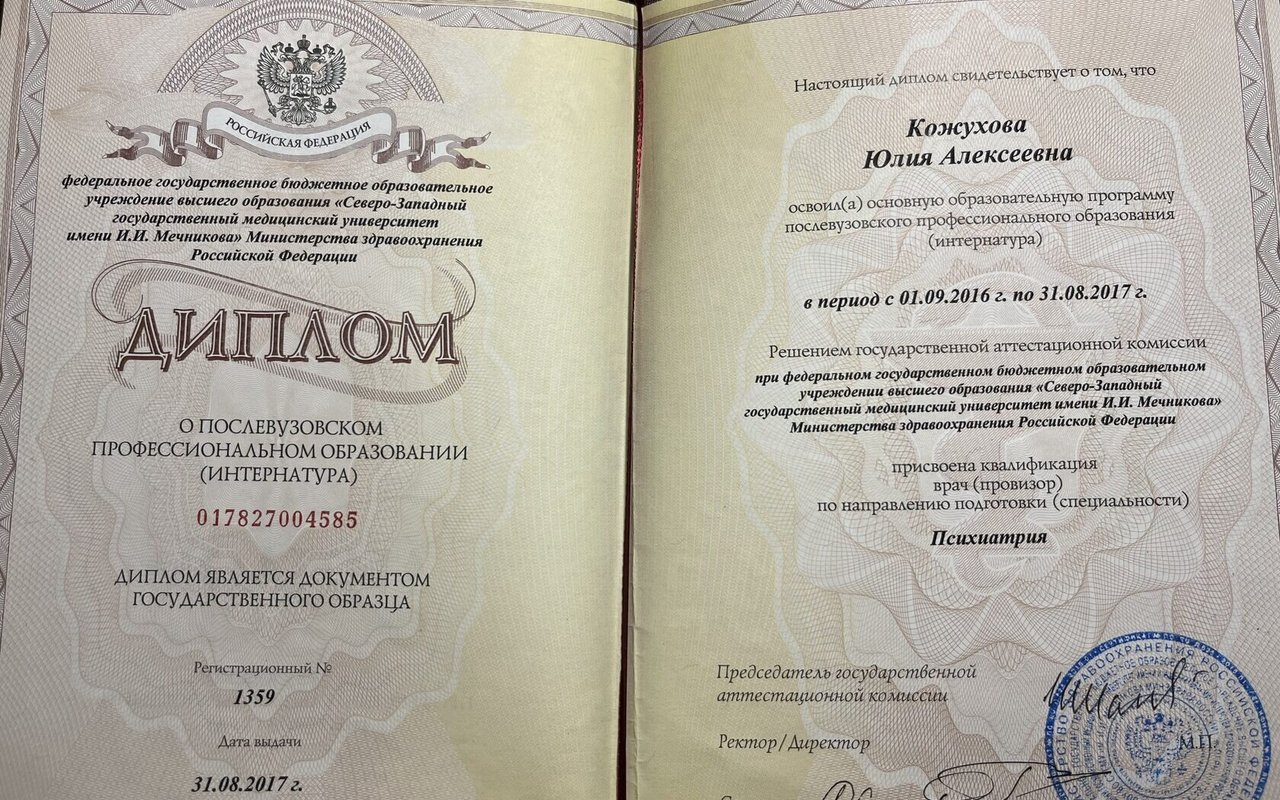 РОССИЙСКАЯ ФЕДЕРАЦИЯ
федеральное государственное бюджетное образовательное
учреждение высшего образования «Северо-Западный
государственный медицинский университет
имени И.И. Мечникова» Министерства здравоохранения
Российской Федерации
ДИПЛОМ
О ПОСЛЕВУЗОВСКОМ
ПРОФЕССИОНАЛЬНОМ ОБРАЗОВАНИИ
(ИНТЕРНАТУРА)
017827004585
ДИПЛОМ ЯВЛЯЕТСЯ ДОКУМЕНТОМ
ГОСУДАРСТВЕННОГО ОБРАЗЦА
Регистрационный №
1359
Дата выдачи
31.08.2017 г.
Настоящий диплом свидетельствует о том, что
Кожухова
Юлия Алексеевна
освоил(а) основную образовательную программу
послевузовского профессионального образования
(интернатура)
в период с 01.09.2016 г. по 31.08.2017 г.
Решением государственной аттестационной комиссии
при федеральном государственном бюджетном образовательном
учреждении высшего образования «Северо-Западный
государственный медицинский университет имени И.И. Мечникова»
Министерства здравоохранения Российской Федерации
присвоена квалификация
врач (провизор)
по направлению подготовки (специальности)
Психиатрия
Председатель государственной
аттестационной комиссии
Ректор/Директор
М.П.